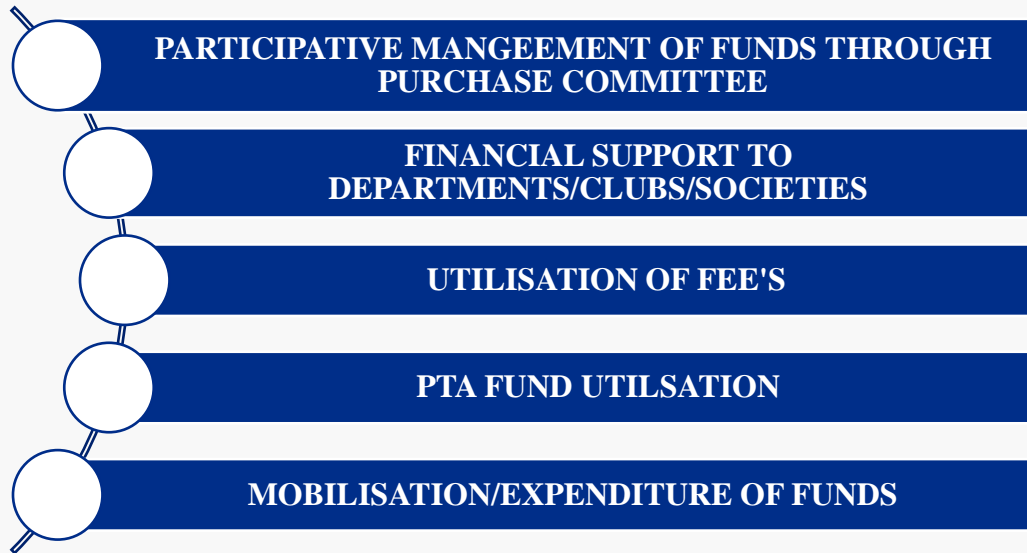 PARTICIPATIVE MANGEEMENT OF FUNDS THROUGH
PURCHASE COMMITTEE
FINANCIAL SUPPORT TO
DEPARTMENTS/CLUBS/SOCIETIES
UTILISATION OF FEE'S
PTA FUND UTILSATION
MOBILISATION/EXPENDITURE OF FUNDS